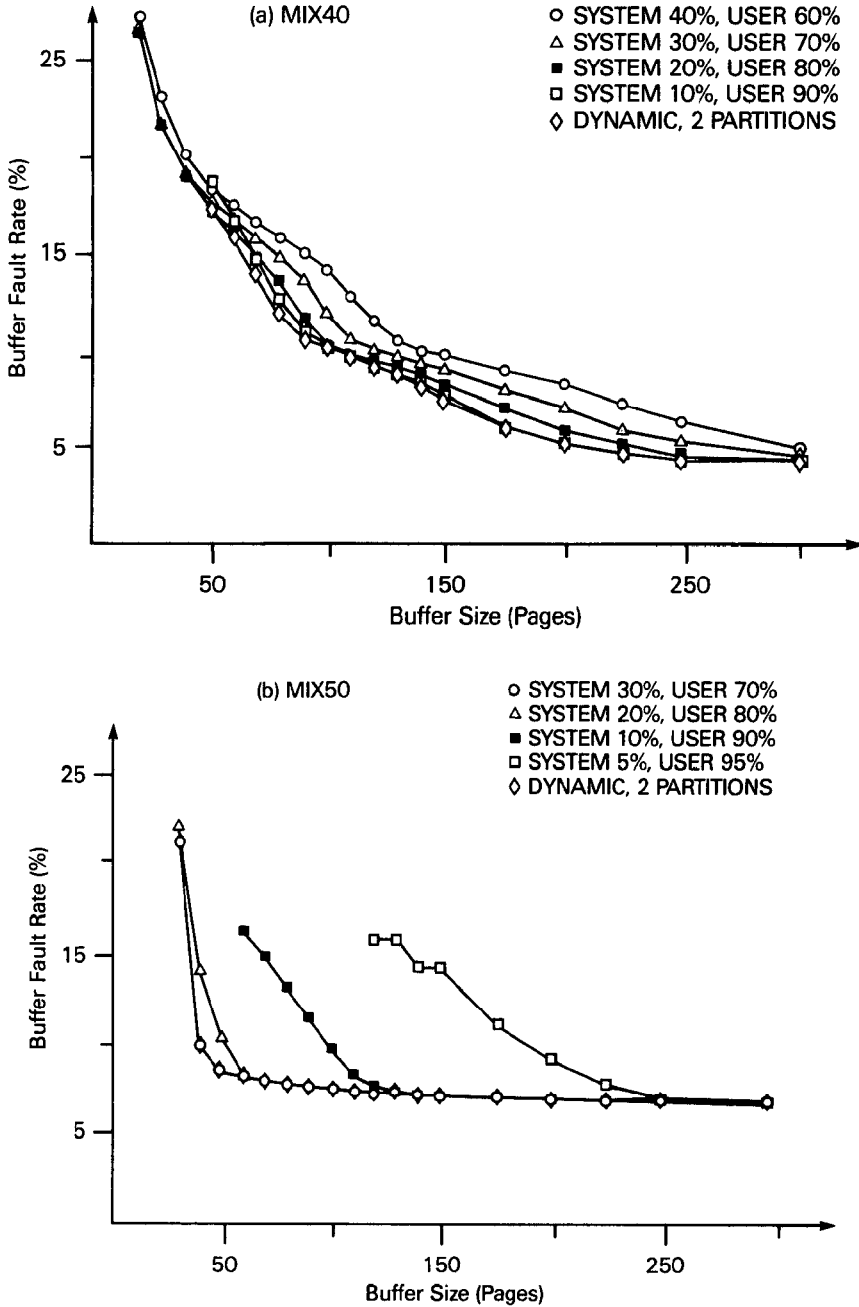 (a) MIX40
SYSTEM 40%, USER 60%
SYSTEM 30%, USER 70%
SYSTEM 20%, USER 80%
SYSTEM 10%, USER 90%
DYNAMIC, 2 PARTITIONS
Buffer Fault Rate (%)
25
15
5
50
150
250
Buffer Size (Pages)
(b) MIX50
SYSTEM 30%, USER 70%
SYSTEM 20%, USER 80%
SYSTEM 10%, USER 90%
SYSTEM 5%, USER 95%
DYNAMIC, 2 PARTITIONS
Buffer Fault Rate (%)
25
15
5
50
150
250
Buffer Size (Pages)